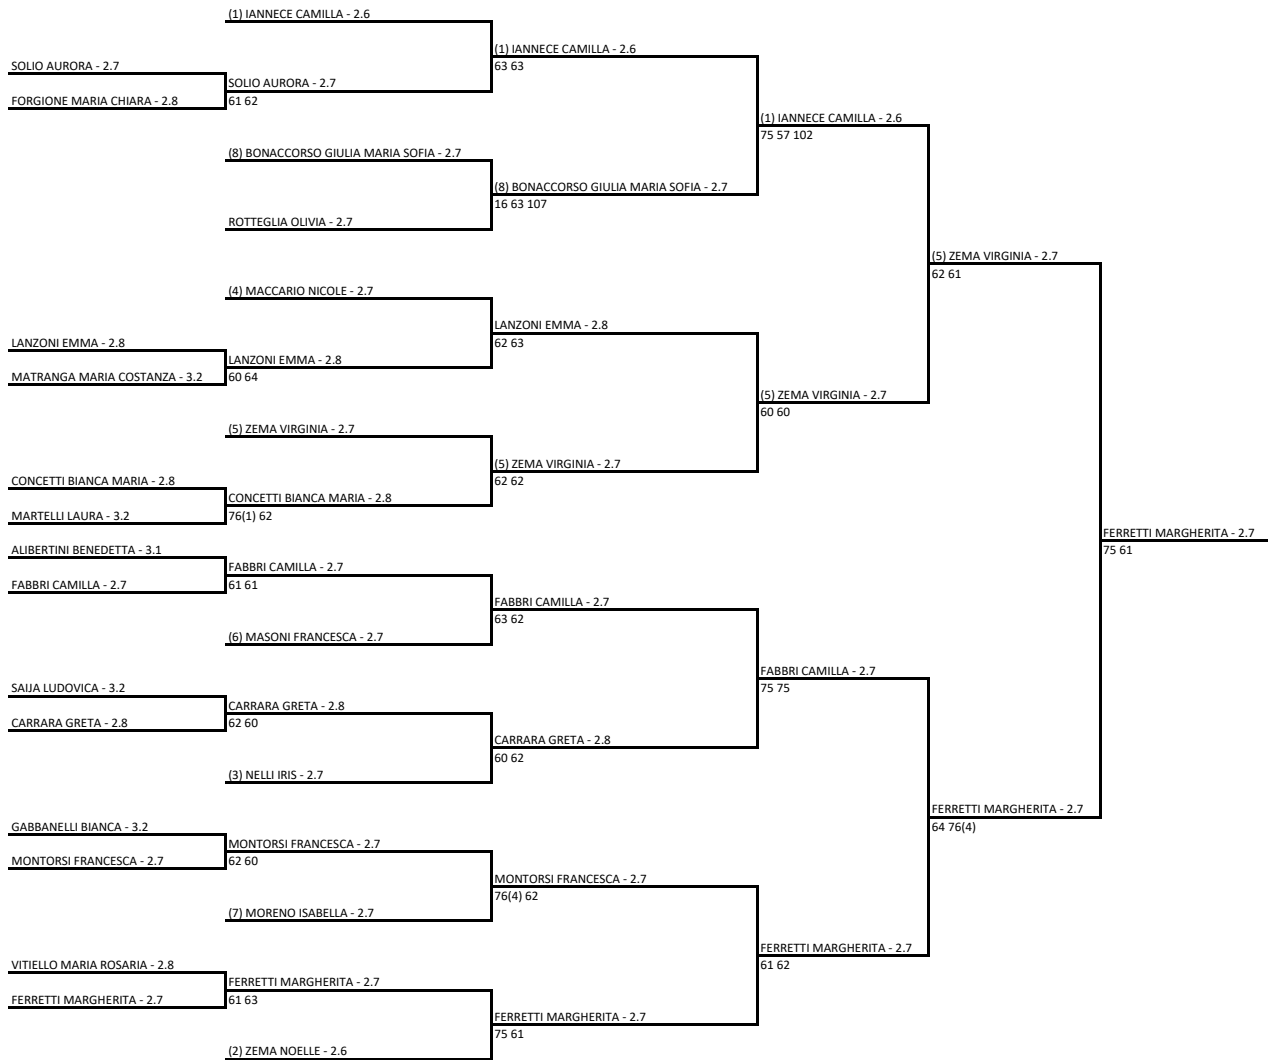 (1) IANNECE CAMILLA - 2.6
(1) IANNECE CAMILLA - 2.6
63 63
SOLIO AURORA - 2.7
SOLIO AURORA - 2.7
61 62
FORGIONE MARIA CHIARA - 2.8
(1) IANNECE CAMILLA - 2.6
75 57 102
(8) BONACCORSO GIULIA MARIA SOFIA - 2.7
(8) BONACCORSO GIULIA MARIA SOFIA - 2.7
16 63 107
ROTTEGLIA OLIVIA - 2.7
(5) ZEMA VIRGINIA - 2.7
62 61
(4) MACCARIO NICOLE - 2.7
LANZONI EMMA - 2.8
62 63
LANZONI EMMA - 2.8
LANZONI EMMA - 2.8
60 64
MATRANGA MARIA COSTANZA - 3.2
(5) ZEMA VIRGINIA - 2.7
60 60
(5) ZEMA VIRGINIA - 2.7
(5) ZEMA VIRGINIA - 2.7
62 62
CONCETTI BIANCA MARIA - 2.8
CONCETTI BIANCA MARIA - 2.8
76(1) 62
MARTELLI LAURA - 3.2
FERRETTI MARGHERITA - 2.7
75 61
ALIBERTINI BENEDETTA - 3.1
FABBRI CAMILLA - 2.7
61 61
FABBRI CAMILLA - 2.7
FABBRI CAMILLA - 2.7
63 62
(6) MASONI FRANCESCA - 2.7
FABBRI CAMILLA - 2.7
75 75
SAIJA LUDOVICA - 3.2
CARRARA GRETA - 2.8
62 60
CARRARA GRETA - 2.8
CARRARA GRETA - 2.8
60 62
(3) NELLI IRIS - 2.7
FERRETTI MARGHERITA - 2.7
64 76(4)
GABBANELLI BIANCA - 3.2
MONTORSI FRANCESCA - 2.7
62 60
MONTORSI FRANCESCA - 2.7
MONTORSI FRANCESCA - 2.7
76(4) 62
(7) MORENO ISABELLA - 2.7
FERRETTI MARGHERITA - 2.7
61 62
VITIELLO MARIA ROSARIA - 2.8
FERRETTI MARGHERITA - 2.7
61 63
FERRETTI MARGHERITA - 2.7
FERRETTI MARGHERITA - 2.7
75 61
(2) ZEMA NOELLE - 2.6